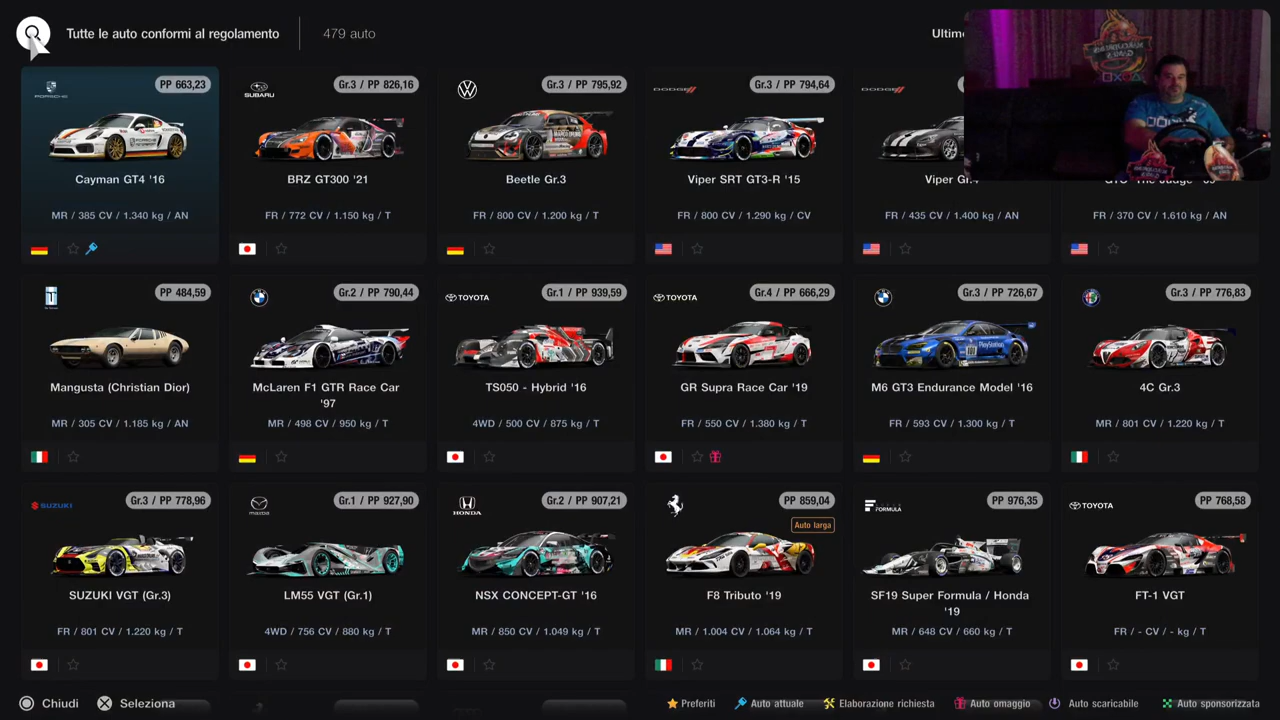 Tutte le auto conformi al regolamento
479 auto
Ultime
PORSCHE
PP 663,23
Cayman GT4 '16
MR / 385 CV / 1.340 kg / AN
SUBARU
Gr.3 / PP 826,16
BRZ GT300 '21
FR / 772 CV / 1.150 kg / T
Gr.3 / PP 795,92
Beetle Gr.3
FR / 800 CV / 1.200 kg / T
DODGE
Gr.3 / PP 794,64
Viper SRT GT3-R '15
FR / 800 CV / 1.290 kg / CV
DODGE
Viper Gr.4
FR / 435 CV / 1.400 kg / AN
FR / 370 CV / 1.610 kg / AN
PP 484,59
Mangusta (Christian Dior)
MR / 305 CV / 1.185 kg / AN
Gr.2 / PP 790,44
McLaren F1 GTR Race Car
'97
MR / 498 CV / 950 kg / T
TOYOTA
Gr.1 / PP 939,59
TS050 - Hybrid '16
4WD / 500 CV / 875 kg / T
TOYOTA
Gr.4 / PP 666,29
GR Supra Race Car '19
FR / 550 CV / 1.380 kg / T
Gr.3 / PP 726,67
M6 GT3 Endurance Model '16
FR / 593 CV / 1.300 kg / T
Gr.3 / PP 776,83
4C Gr.3
MR / 801 CV / 1.220 kg / T
SUZUKI
Gr.3 / PP 778,96
SUZUKI VGT (Gr.3)
FR / 801 CV / 1.220 kg / T
mazda
Gr.1 / PP 927,90
LM55 VGT (Gr.1)
4WD / 756 CV / 880 kg / T
HONDA
Gr.2 / PP 907,21
NSX CONCEPT-GT '16
MR / 850 CV / 1.049 kg / T
PP 859,04
Auto larga
F8 Tributo '19
MR / 1.004 CV / 1.064 kg / T
FORMULA
PP 976,35
SF19 Super Formula / Honda
'19
MR / 648 CV / 660 kg / T
TOYOTA
PP 768,58
FT-1 VGT
FR / - CV / - kg / T
Chiudi
Seleziona
Preferiti
Auto attuale
Elaborazione richiesta
Auto omaggio
Auto scaricabile
Auto sponsorizzata